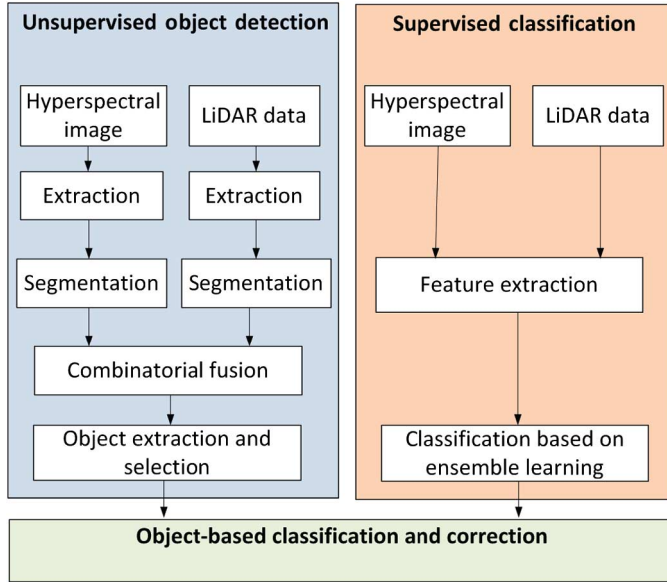 Unsupervised object detection
Hyperspectral
image
LiDAR data
Extraction
Extraction
Segmentation
Segmentation
Combinatorial fusion
Object extraction and
selection
Supervised classification
Hyperspectral
image
LiDAR data
Feature extraction
Classification based on
ensemble learning
Object-based classification and correction